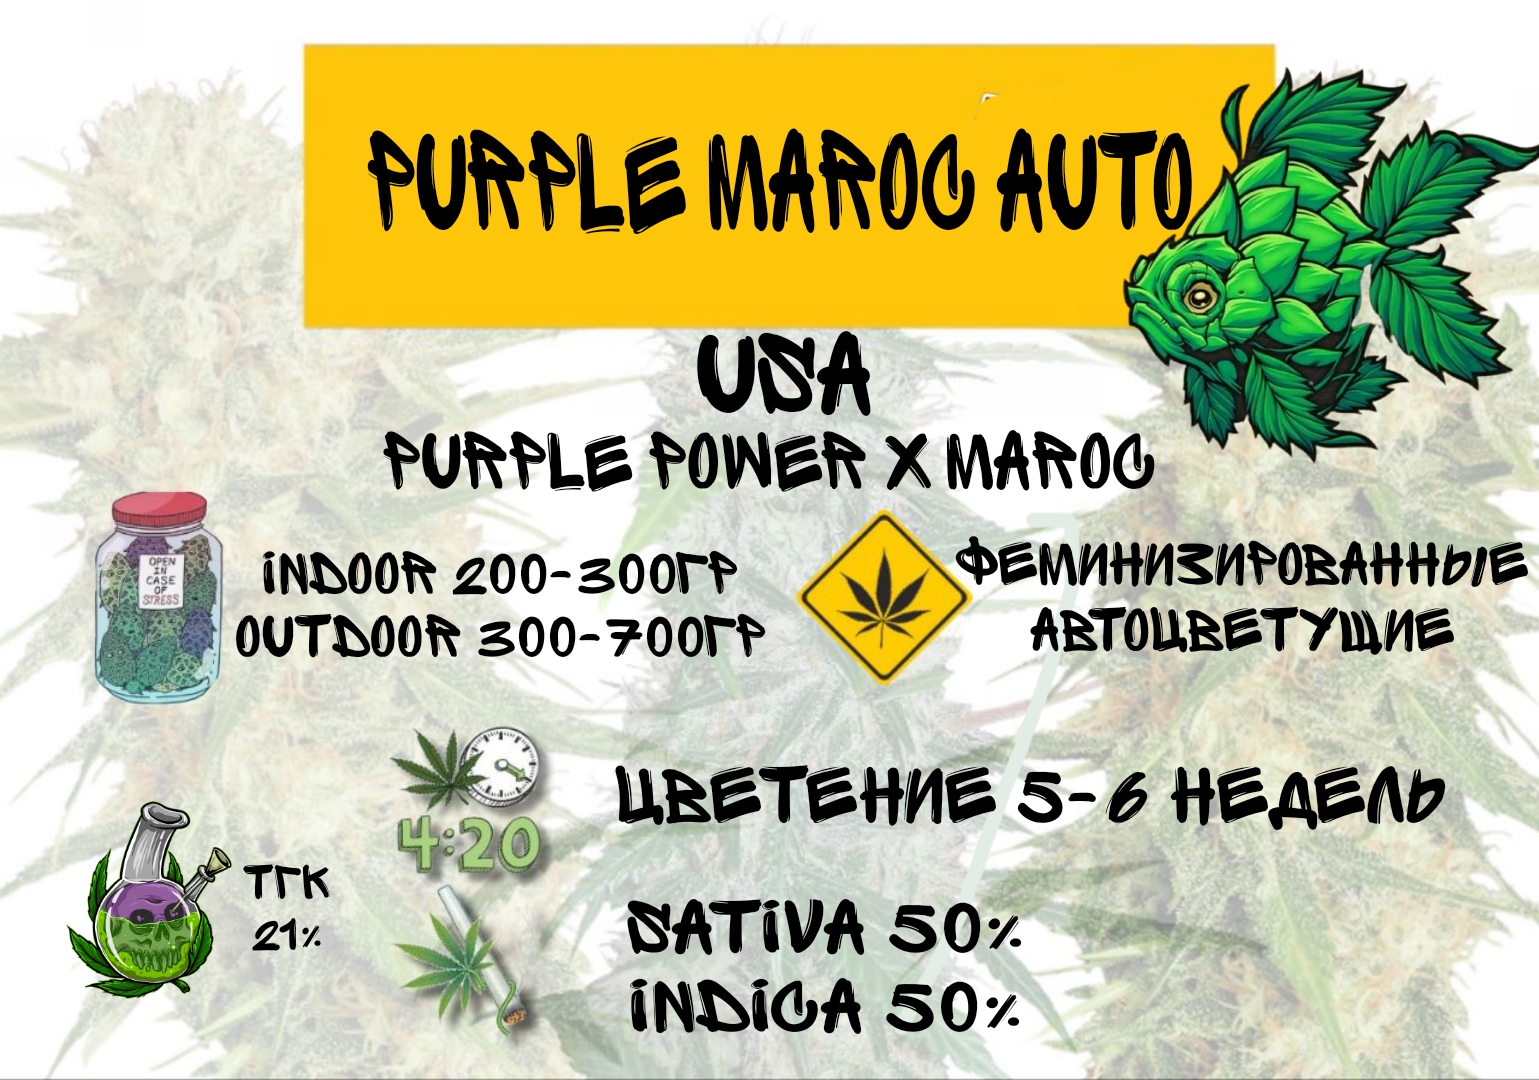 PURPLE MAROC AUTO
USA
PURPLE POWER X MAROC
OPEN
IN
CASE
OF
STRESS
INDOOR 200-300ГР
OUTDOOR 300-700ГР
ФЕМИНИЗИРОВАННЫЕ
АВТОЦВЕТУЩИЕ
4:20
ЦВЕТЕНИЕ 5-6 НЕДЕЛЬ
ТГК
21%
SATIVA 50%
INDICA 50%